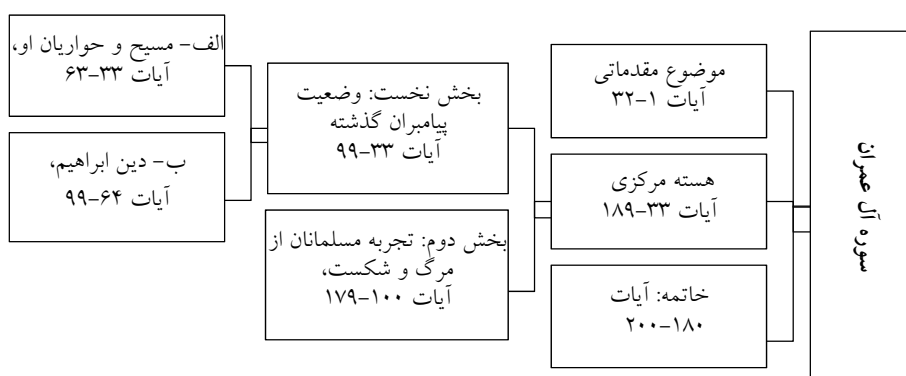 سوره آل عمران
موضوع مقدماتی
آیات ۱-۳۲
هسته مرکزی
آیات ۳۳-۱۸۹
خاتمه: آیات
۱۸۰-۲۰۰
بخش نخست: وضعیت
پیامبران گذشته
آیات ۳۳-۹۹
بخش دوم: تجربه مسلمانان از
مرگ و شکست،
آیات ۱۰۰-۱۷۹
الف- مسیح و حواریان او،
آیات ۳۳-۶۳
ب- دین ابراهیم،
آیات ۶۴-۹۹